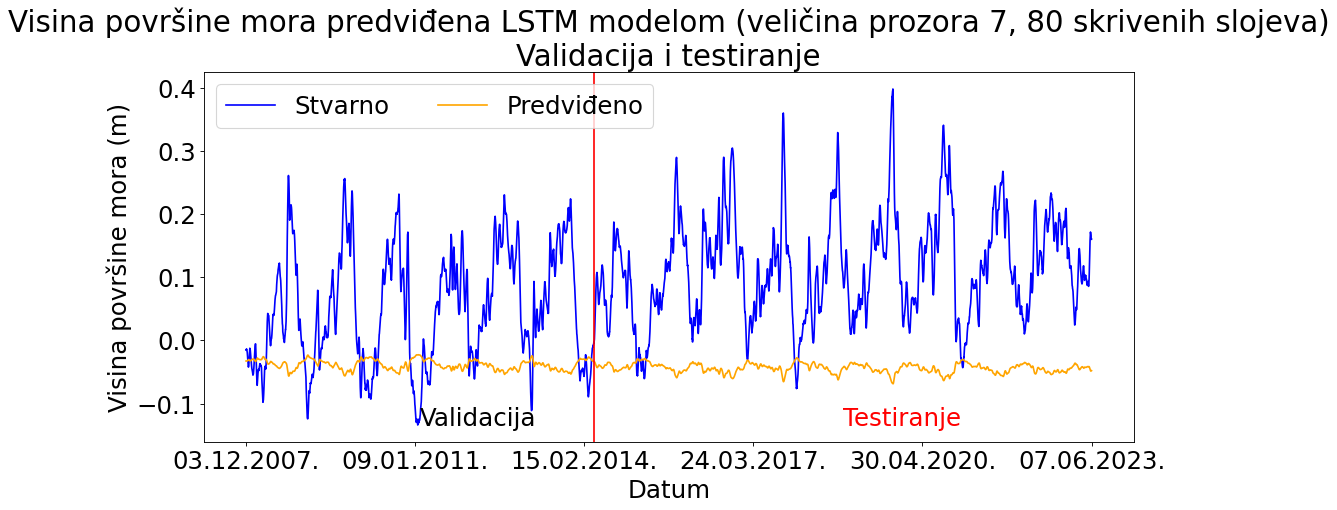 Visina površine mora predviđena LSTM modelom (veličina prozora 7, 80 skrivenih slojeva)
Validacija i testiranje
Stvarno
Predviđeno
Visina površine mora (m)
0.4
0.3
0.2
0.1
0.0
−0.1
Validacija
Testiranje
03.12.2007.
09.01.2011.
15.02.2014.
24.03.2017.
30.04.2020.
07.06.2023.
Datum